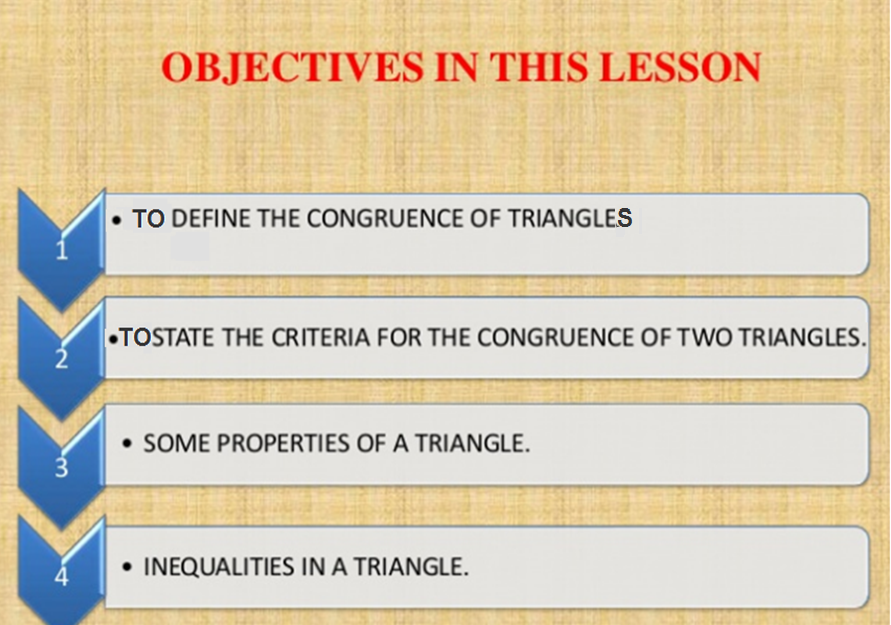 OBJECTIVES IN THIS LESSON
1
• TO DEFINE THE CONGRUENCE OF TRIANGLES
2
•TOSTATE THE CRITERIA FOR THE CONGRUENCE OF TWO TRIANGLES.
3
• SOME PROPERTIES OF A TRIANGLE.
4
• INEQUALITIES IN A TRIANGLE.